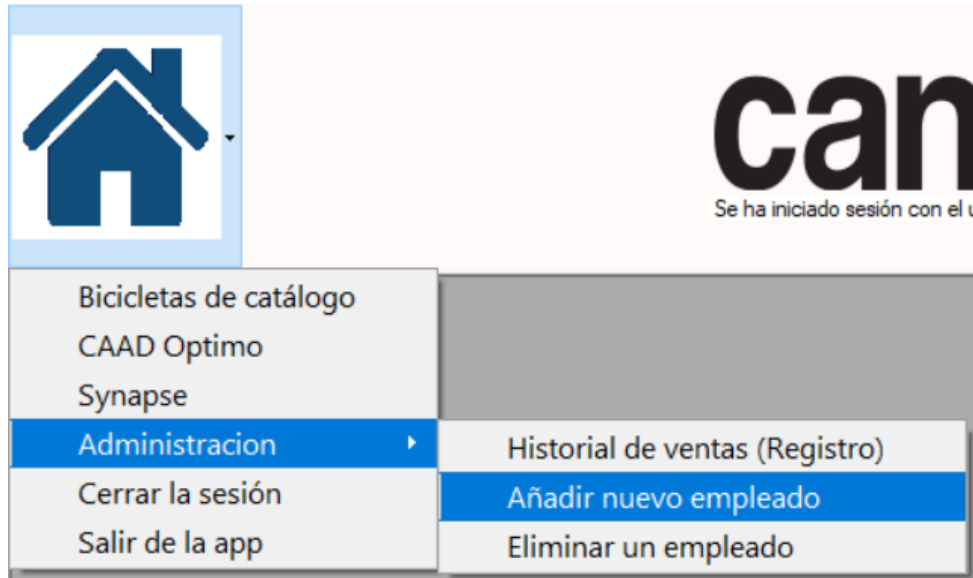 can
Se ha iniciado sesión con el
Bicicletas de catálogo
CAAD Optimo
Synapse
Administracion
Cerrar la sesión
Salir de la app
Historial de ventas (Registro)
Añadir nuevo empleado
Eliminar un empleado